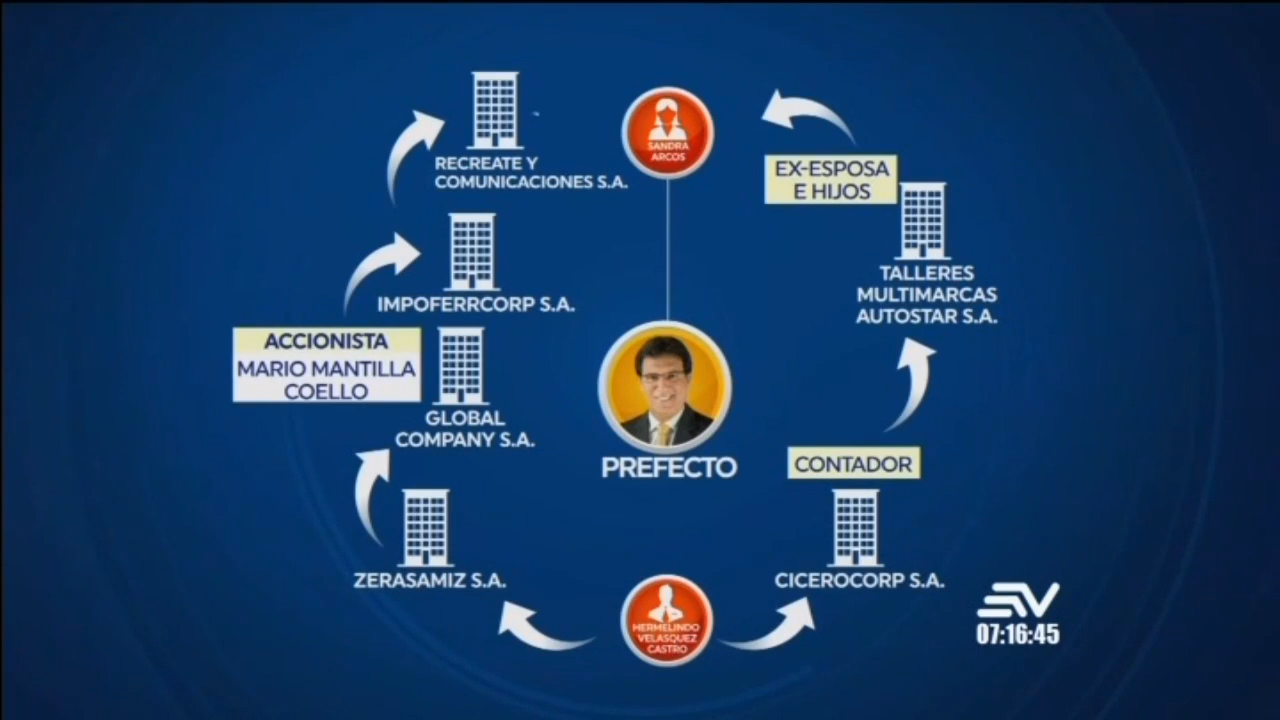 RECREATE Y
COMUNICACIONES S.A.
IMPOFERRCORP S.A.
ACCIONISTA
MARIO MANTILLA
COELLO
GLOBAL
COMPANY S.A.
ZERASAMIZ S.A.
SANDRA
ARCOS
PREFECTO
HERMELINDO
VELASQUEZ
CASTRO
EX-ESPOSA
E HIJOS
TALLERES
MULTIMARCAS
AUTOSTAR S.A.
CONTADOR
CICEROCORP S.A.
07:16:45